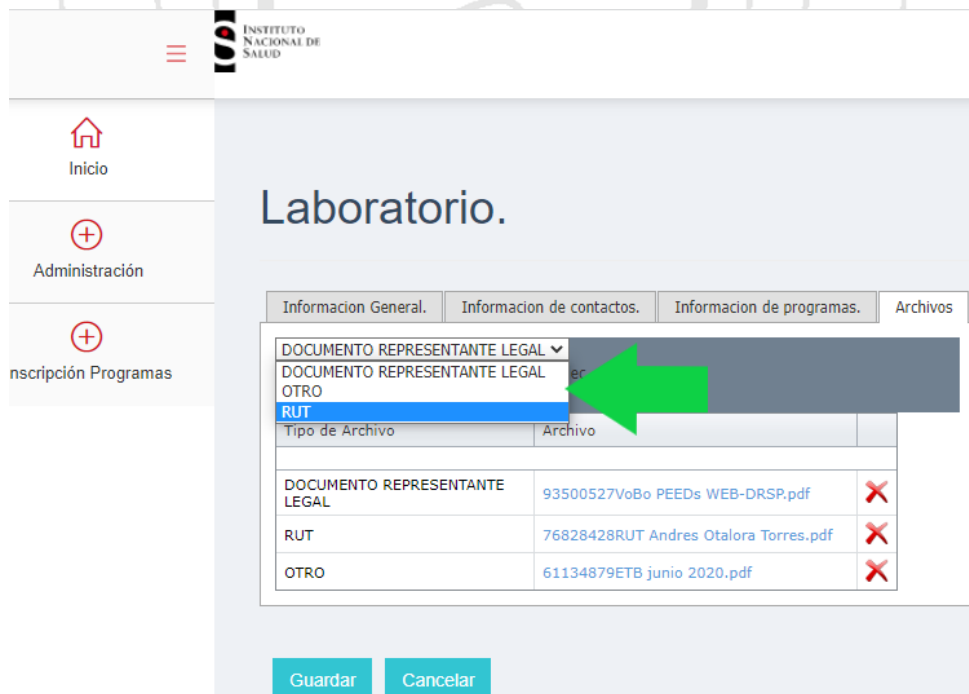 INSTITUTO
NACIONAL DE
SALUD
Inicio
Administración
nscripción Programas
Laboratorio.
Informacion General.
Informacion de contactos.
Informacion de programas.
Archivos
DOCUMENTO REPRESENTANTE LEGAL
DOCUMENTO REPRESENTANTE LEGAL
OTRO
RUT
Tipo de Archivo
Archivo
DOCUMENTO REPRESENTANTE
LEGAL
93500527VoBo PEEDs WEB-DRSP.pdf
RUT
76828428RUT Andres Otalora Torres.pdf
OTRO
61134879ETB junio 2020.pdf
Guardar
Cancelar